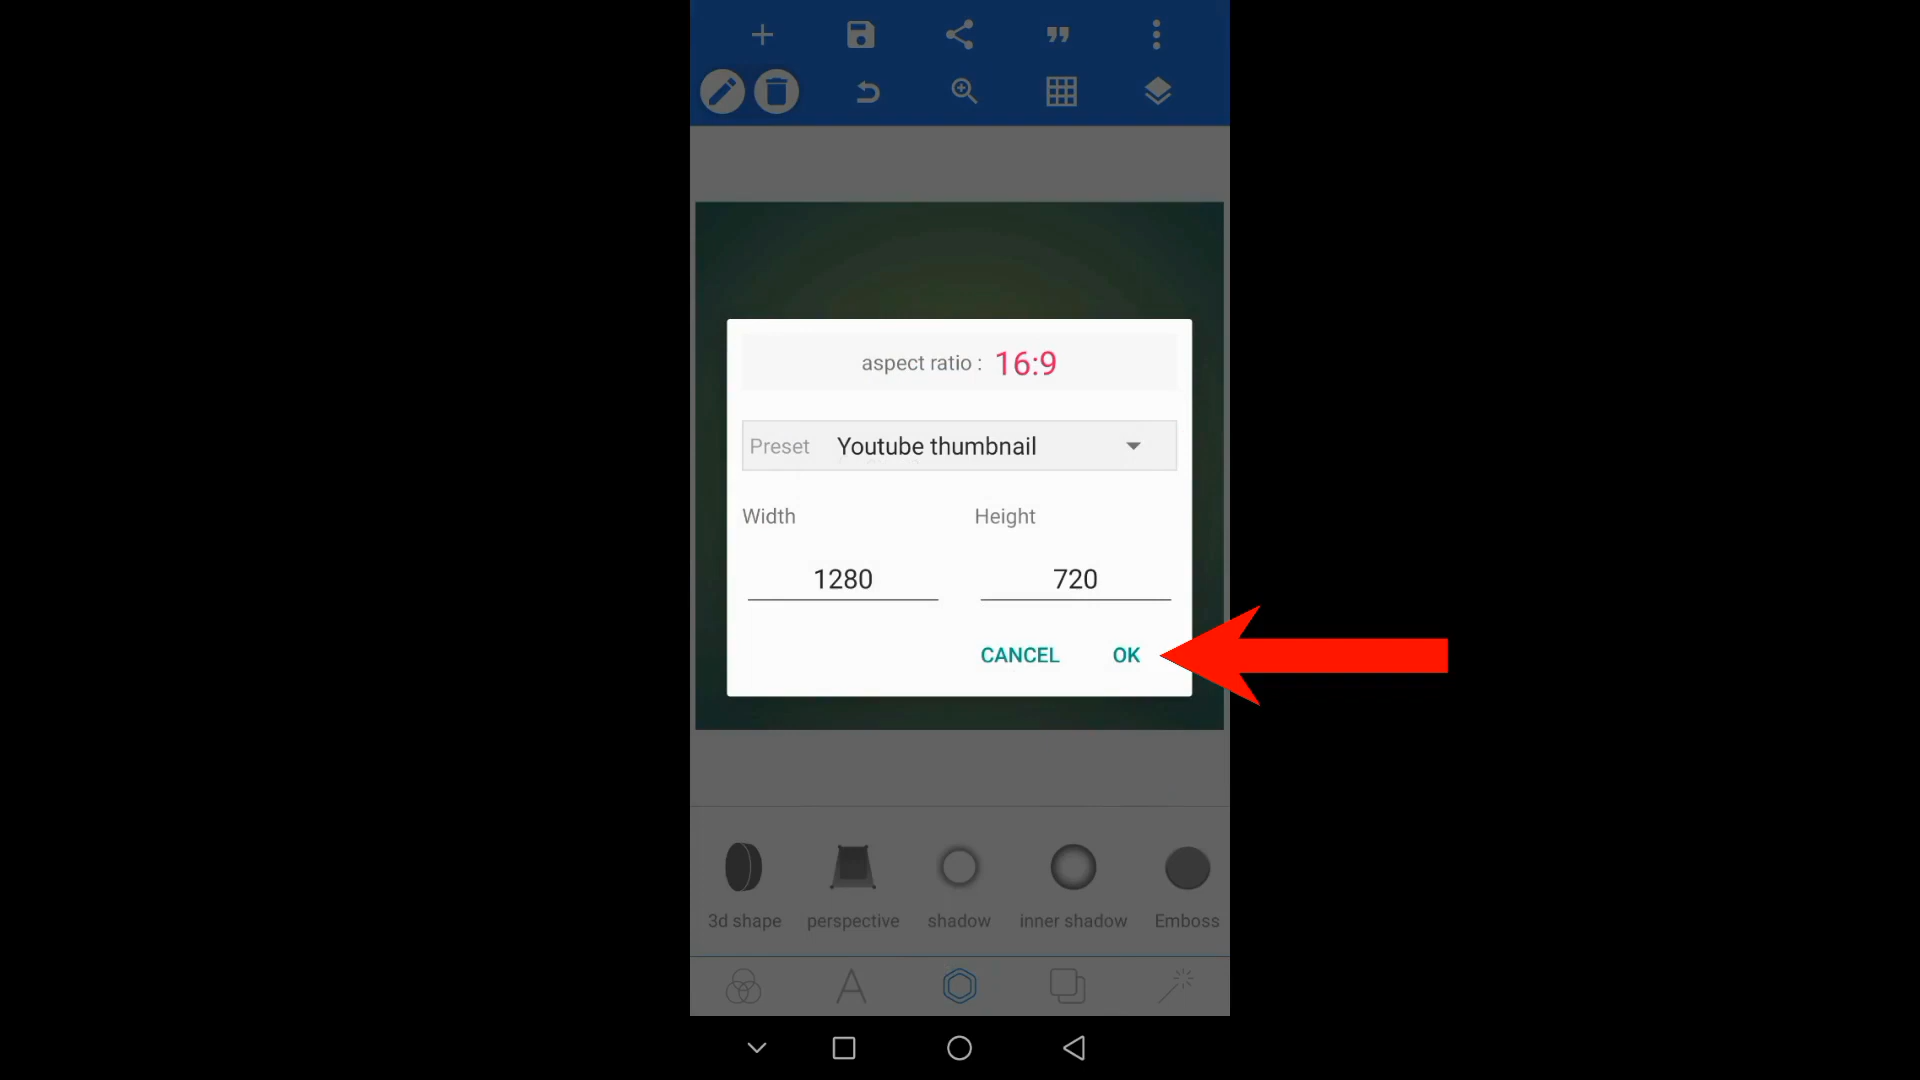 aspect ratio : 16:9
Preset Youtube thumbnail
Width Height
1280 720
CANCEL OK
3d shape perspective shadow inner shadow Emboss